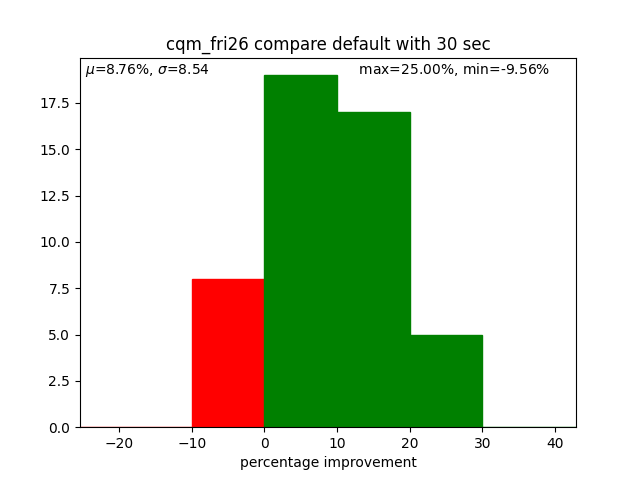 cqm_fri26 compare default with 30 sec
μ=8.76%, σ=8.54
max=25.00%, min=-9.56%
17.5
15.0
12.5
10.0
7.5
5.0
2.5
0.0
−20 −10 0 10 20 30 40
percentage improvement